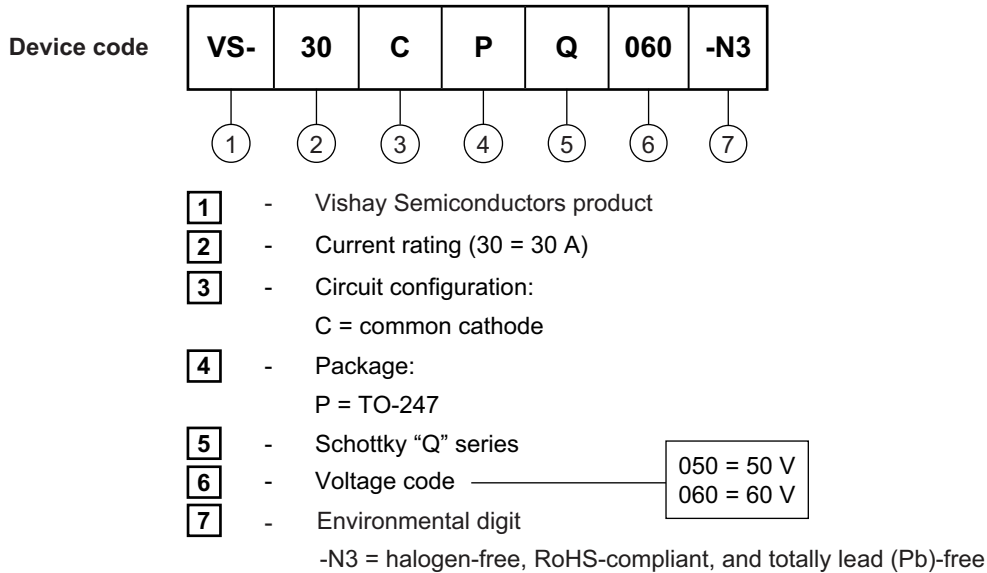 Device code VS- 30 C P Q 060 -N3
1 2 3 4 5 6 7
1 - Vishay Semiconductors product
2 - Current rating (30 = 30 A)
3 - Circuit configuration:
C = common cathode
4 - Package:
P = TO-247
5 - Schottky “Q” series
6 - Voltage code
050 = 50 V
060 = 60 V
7 - Environmental digit
-N3 = halogen-free, RoHS-compliant, and totally lead (Pb)-free